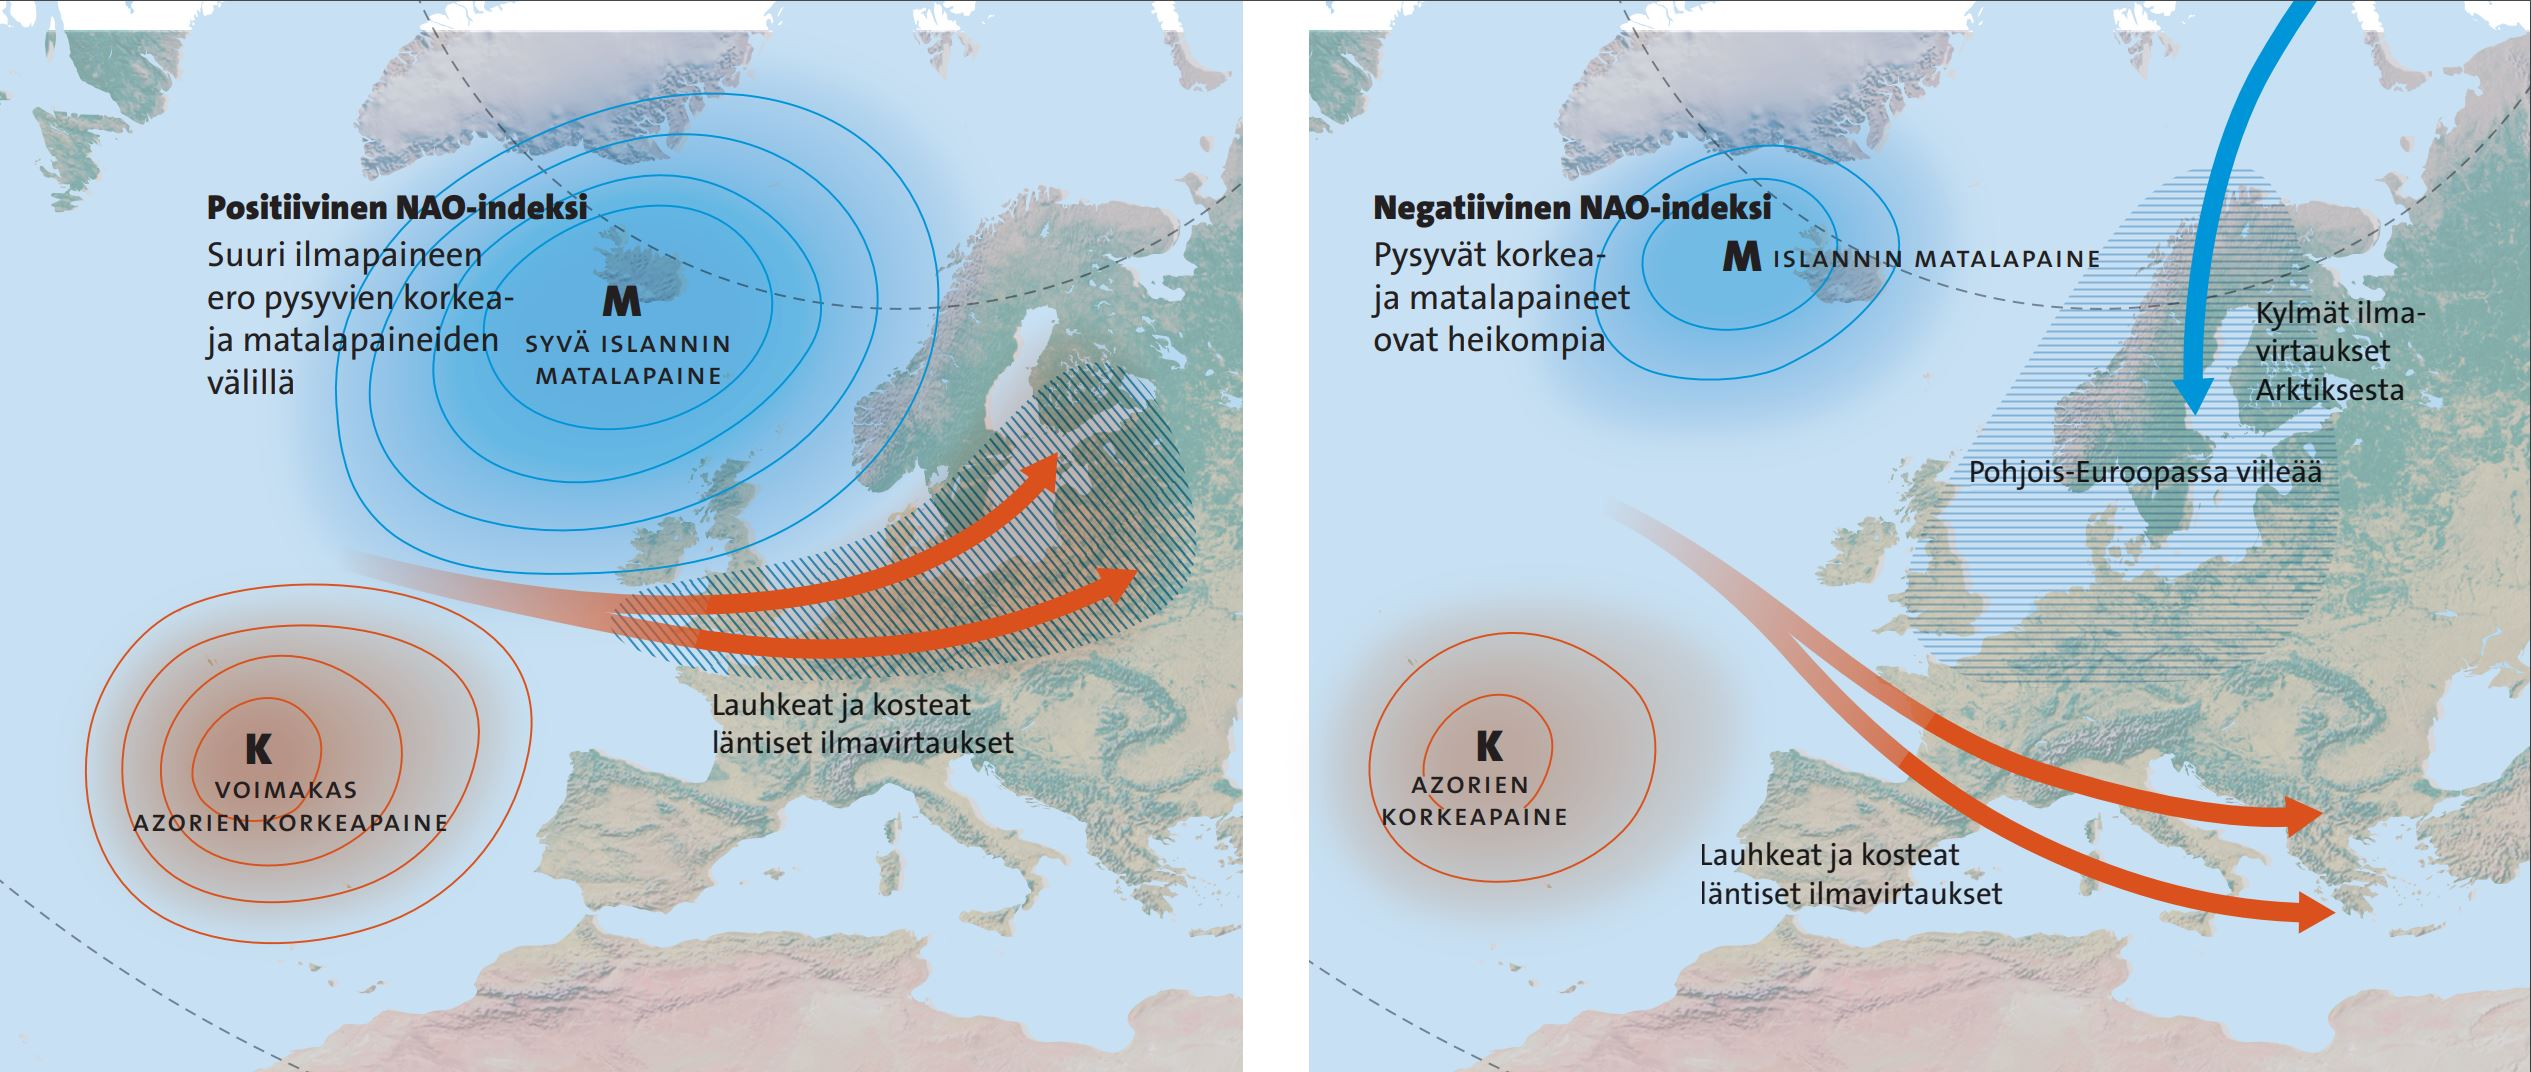 Positiivinen NAO-indeksi
Suuri ilmapaineen
ero pysyvien korkea-
ja matalapaineiden
välillä
M
SYVÄ ISLANNIN
MATALAPAINE
K
VOIMAKAS
AZORIEN KORKEAPAINE
Lauhkeat ja kosteat
läntiset ilmavirtaukset
Negatiivinen NAO-indeksi
Pysyvät korkea-
ja matalapaineet
ovat heikompia
M ISLANNIN MATALAPAINE
Kylmät ilma-
virtaukset
Arktiksesta
Pohjois-Euroopassa viileää
K
AZORIEN
KORKEAPAINE
Lauhkeat ja kosteat
läntiset ilmavirtaukset